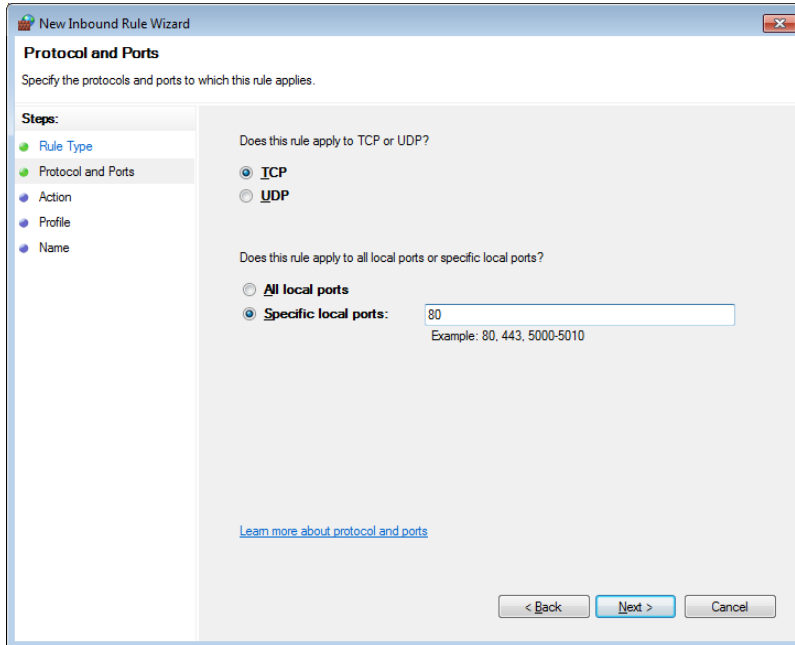 New Inbound Rule Wizard
Protocol and Ports
Specify the protocols and ports to which this rule applies.
Steps:
Rule Type
Protocol and Ports
Action
Profile
Name
Does this rule apply to TCP or UDP?
TCP
UDP
Does this rule apply to all local ports or specific local ports?
All local ports
Specific local ports: 80
Example: 80, 443, 5000-5010
Learn more about protocol and ports
< Back Next > Cancel